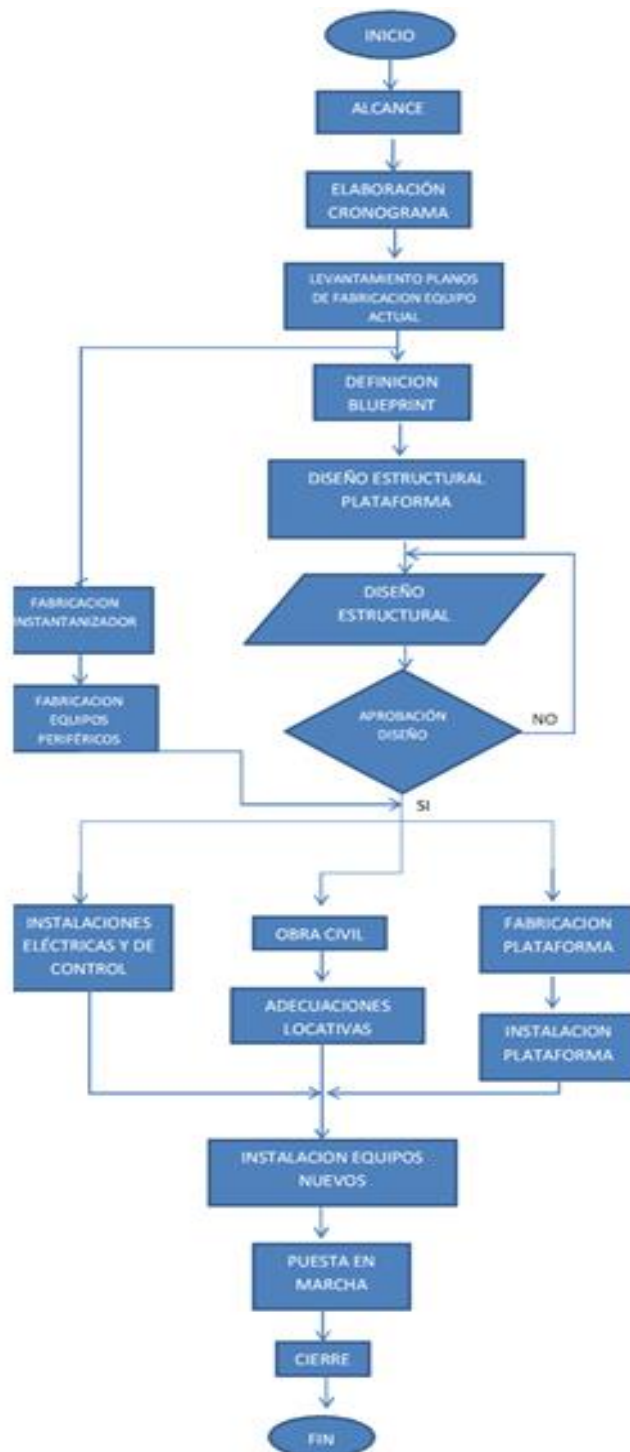 INICIO
ALCANCE
ELABORACIÓN
CRONOGRAMA
LEVANTAMIENTO PLANOS
DE FABRICACION EQUIPO
ACTUAL
DEFINICION
BLUEPRINT
DISEÑO ESTRUCTURAL
PLATAFORMA
DISEÑO
ESTRUCTURAL
FABRICACION
INSTANTANIZADOR
FABRICACION
EQUIPOS
PERIFÉRICOS
APROBACIÓN
DISEÑO
NO
SI
INSTALACIONES
ELÉCTRICAS Y DE
CONTROL
OBRA CIVIL
ADECUACIONES
LOCATIVAS
FABRICACION
PLATAFORMA
INSTALACION
PLATAFORMA
INSTALACION EQUIPOS
NUEVOS
PUESTA EN
MARCHA
CIERRE
FIN